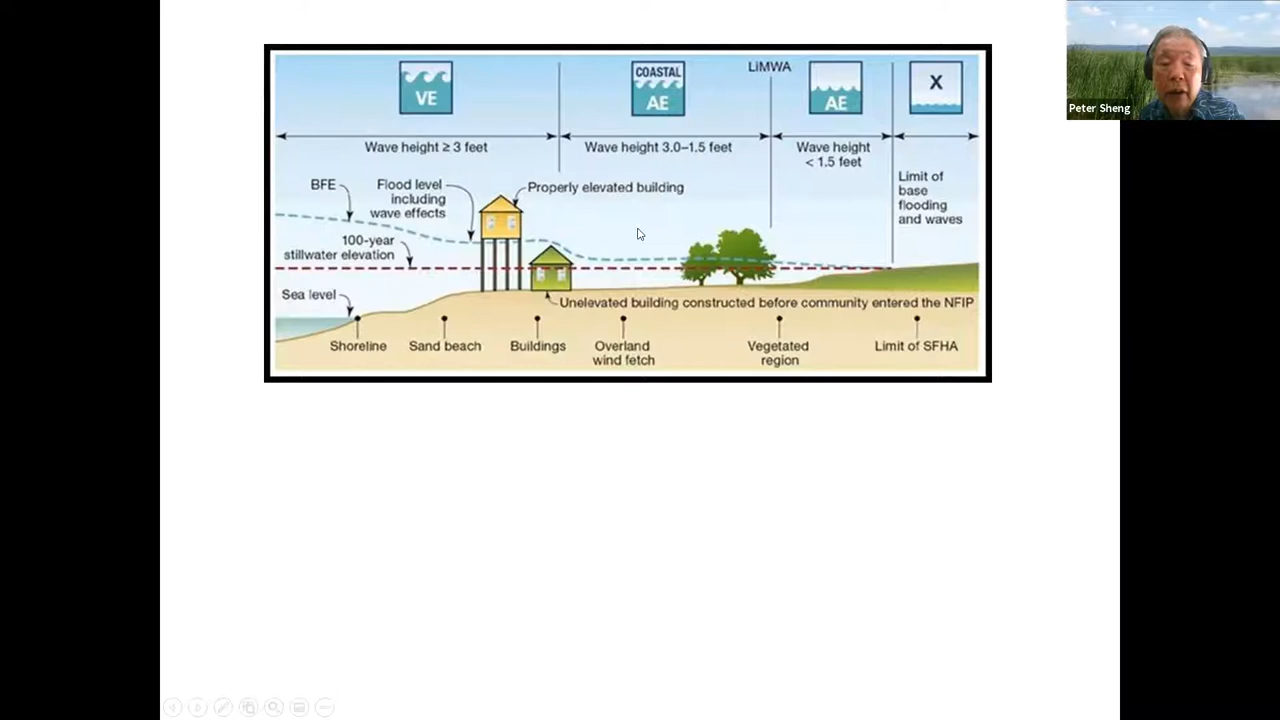 Peter Sheng
VE
COASTAL
AE
LiMWA
AE
X
Wave height ≥ 3 feet
Wave height 3.0–1.5 feet
Wave height
< 1.5 feet
Limit of
base
flooding
and waves
BFE
Flood level
including
wave effects
Properly elevated building
100-year
stillwater elevation
Sea level
Unelevated building constructed before community entered the NFIP
Shoreline
Sand beach
Buildings
Overland
wind fetch
Vegetated
region
Limit of SFHA